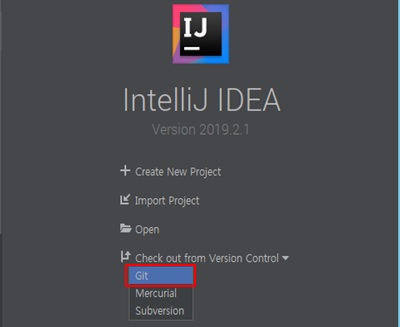 IJ
IntelliJ IDEA
Version 2019.2.1
Create New Project
Import Project
Open
Check out from Version Control
Git
Mercurial
Subversion